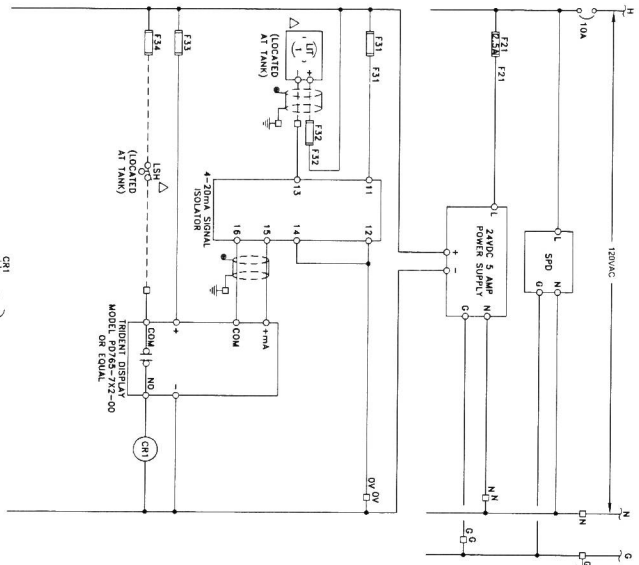 H
120VAC
N
G
10A
N
G
L
N
SPD
G
F21
2.5A
F21
L
N
24VDC 5 AMP
POWER SUPPLY
G
+
-
N N
G G
F31
F31
11
12
LIT
1
+
-
(LOCATED
AT TANK)
F32
F32
13
14
4-20mA SIGNAL
ISOLATOR
15
16
0V 0V
+mA
COM
F33
+
-
F34
LSH
(LOCATED
AT TANK)
COM
NO
TRIDENT DISPLAY
MODEL PD765-7X2-00
OR EQUAL
CR1
CR1